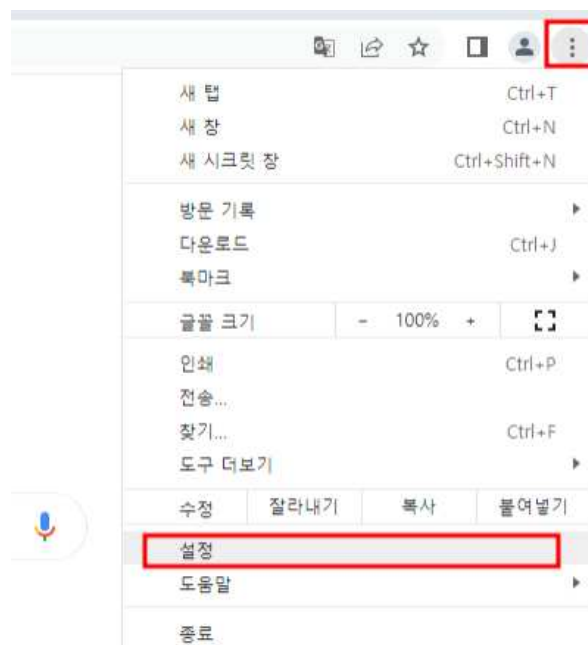 새 탭 Ctrl+T
새 창 Ctrl+N
새 시크릿 창 Ctrl+Shift+N
방문 기록
다운로드 Ctrl+J
북마크
글꼴 크기 - 100% +
인쇄 Ctrl+P
전송...
찾기... Ctrl+F
도구 더보기
수정 잘라내기 복사 붙여넣기
설정
도움말
종료